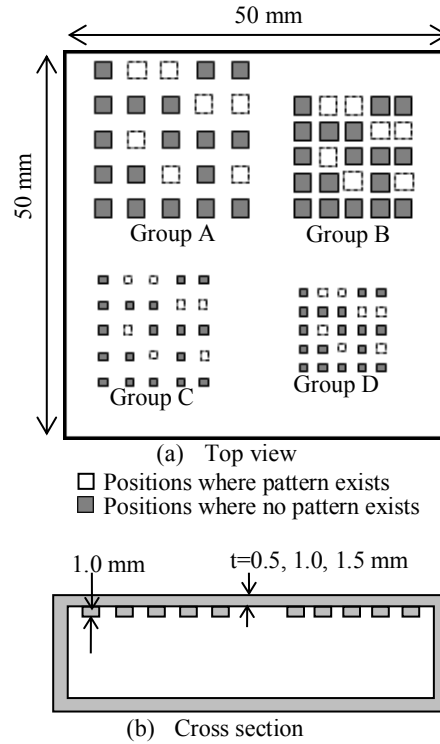 50 mm
50 mm
Group A
Group B
Group C
Group D
(a) Top view
Positions where pattern exists
Positions where no pattern exists
1.0 mm
t=0.5, 1.0, 1.5 mm
(b) Cross section